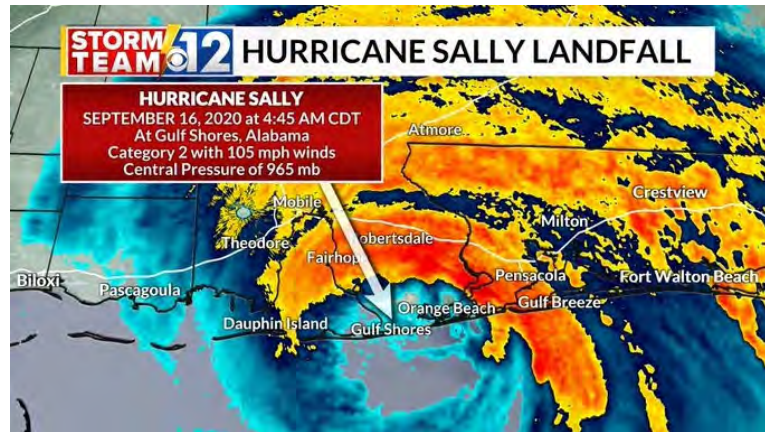 STORM
TEAM 12
HURRICANE SALLY LANDFALL
HURRICANE SALLY
SEPTEMBER 16, 2020 at 4:45 AM CDT
At Gulf Shores, Alabama
Category 2 with 105 mph winds
Central Pressure of 965 mb
Atmore
Crestview
Mobile
Milton
Theodore
obertsdale
Fairhop
Pensacola
Fort Walton Beach
Biloxi
Pascagoula
Orange Beach
Gulf Breeze
Dauphin Island
Gulf Shores